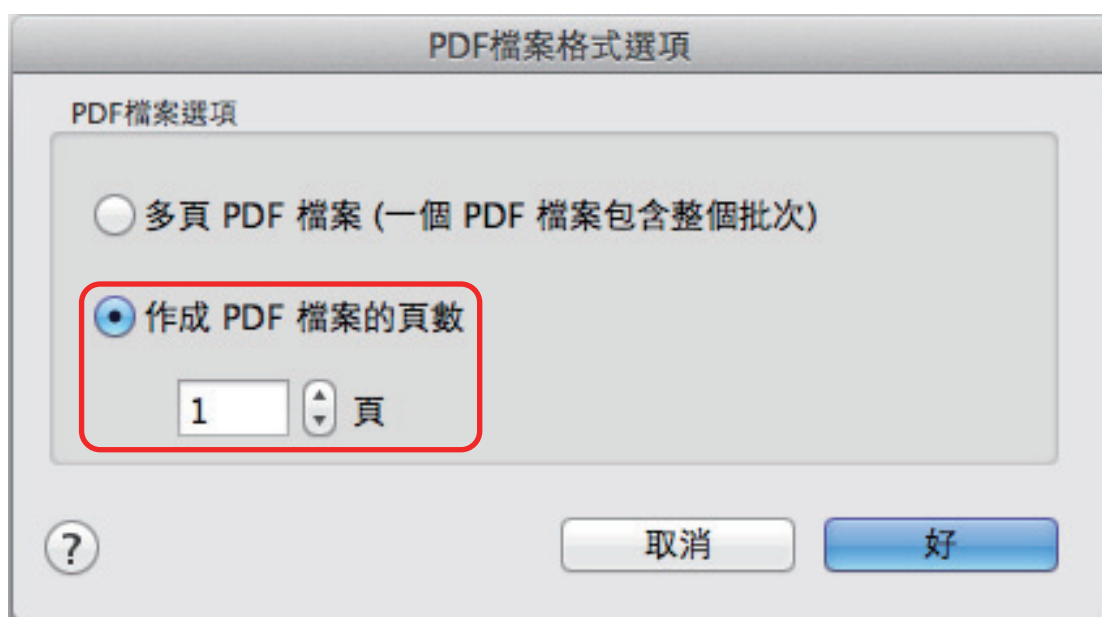 PDF檔案格式選項
PDF檔案選項
多頁 PDF 檔案 (一個 PDF 檔案包含整個批次)
作成 PDF 檔案的頁數
1 頁
? 取消 好